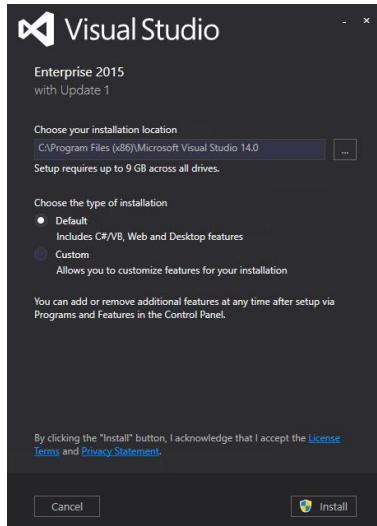 Visual Studio
Enterprise 2015
with Update 1
Choose your installation location
C:\Program Files (x86)\Microsoft Visual Studio 14.0
...
Setup requires up to 9 GB across all drives.
Choose the type of installation
Default
Includes C#/VB, Web and Desktop features
Custom
Allows you to customize features for your installation
You can add or remove additional features at any time after setup via
Programs and Features in the Control Panel.
By clicking the "Install" button, I acknowledge that I accept the License
Terms and Privacy Statement.
Cancel
Install